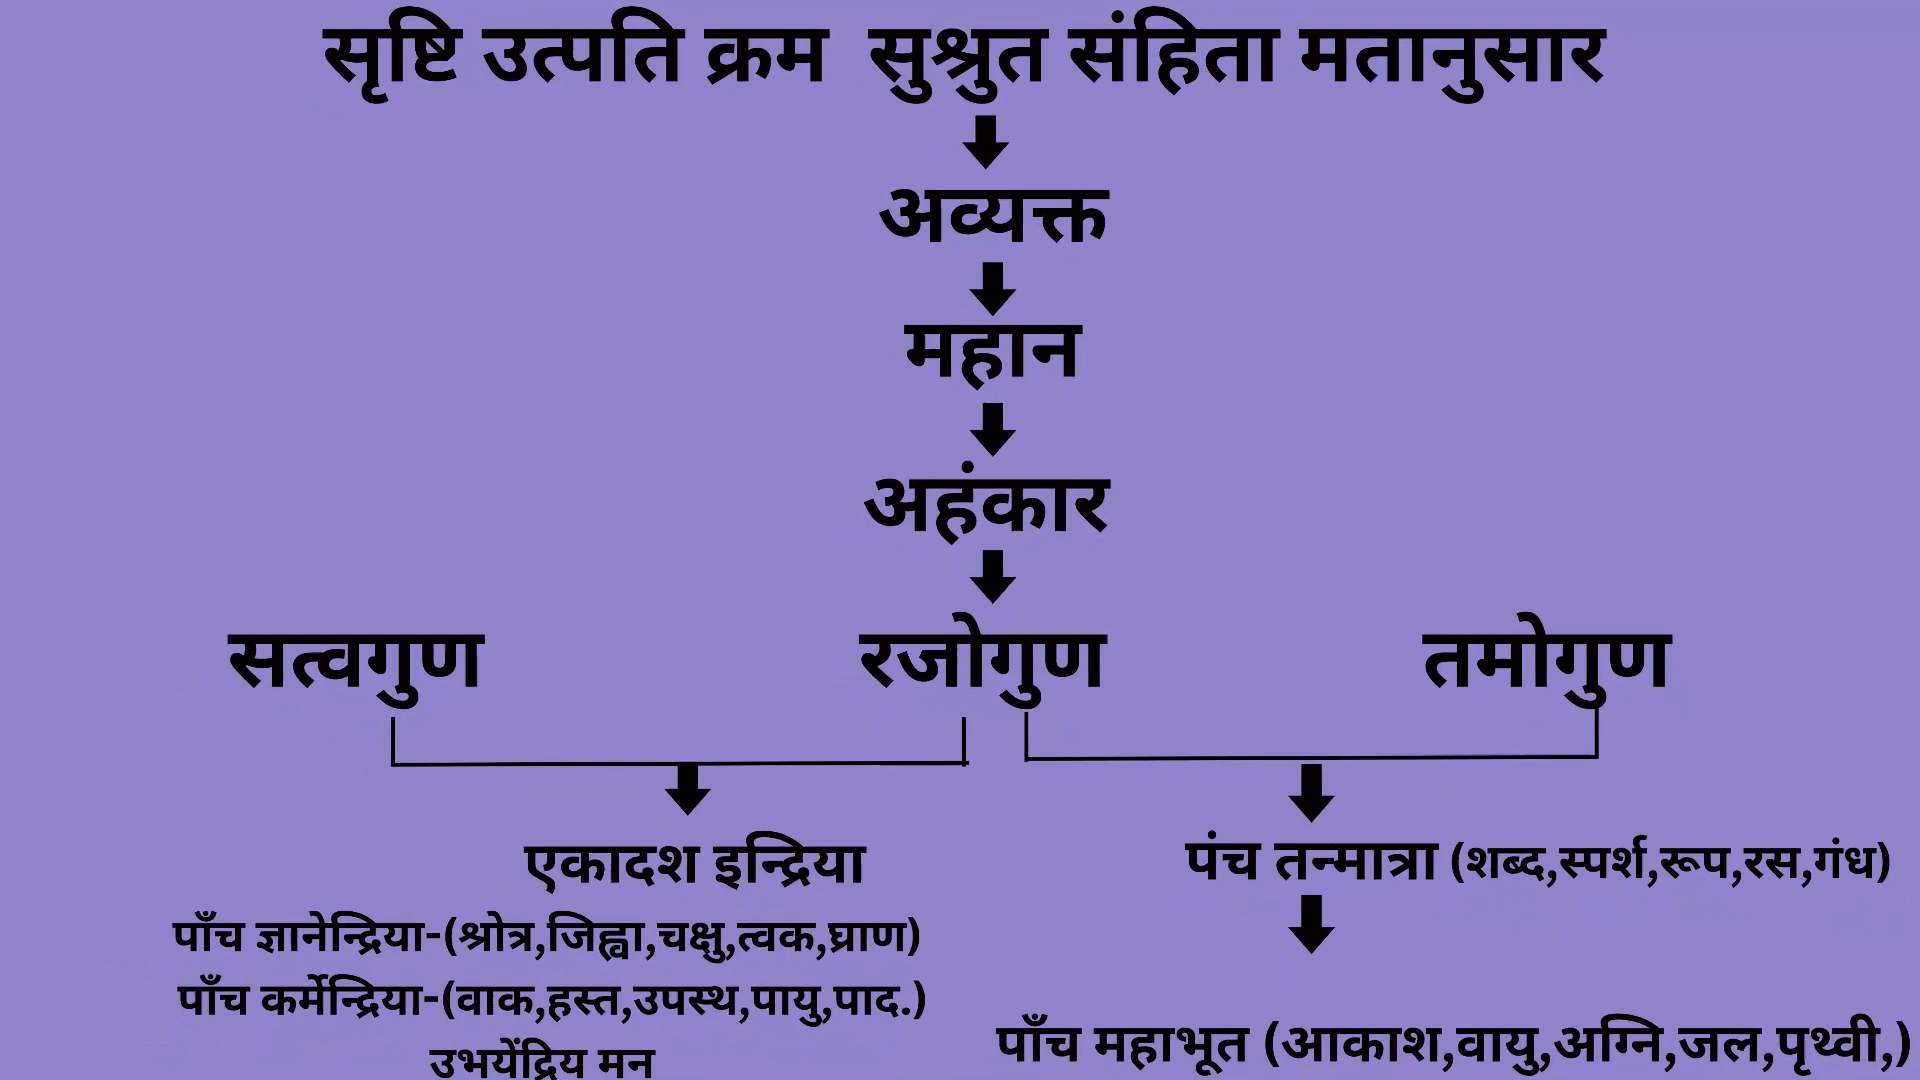 सृष्टि उत्पति क्रम सुश्रुत संहिता मतानुसार
अव्यक्त
महान
अहंकार
सत्वगुण रजोगुण तमोगुण
एकादश इन्द्रिया
पंच तन्मात्रा (शब्द,स्पर्श,रूप,रस,गंध)
पाँच ज्ञानेन्द्रिया-(श्रोत्र,जिह्वा,चक्षु,त्वक,घ्राण)
पाँच कर्मेन्द्रिया-(वाक,हस्त,उपस्थ,पायु,पाद.)
उभयेंद्रिय मन
पाँच महाभूत (आकाश,वायु,अग्नि,जल,पृथ्वी,)